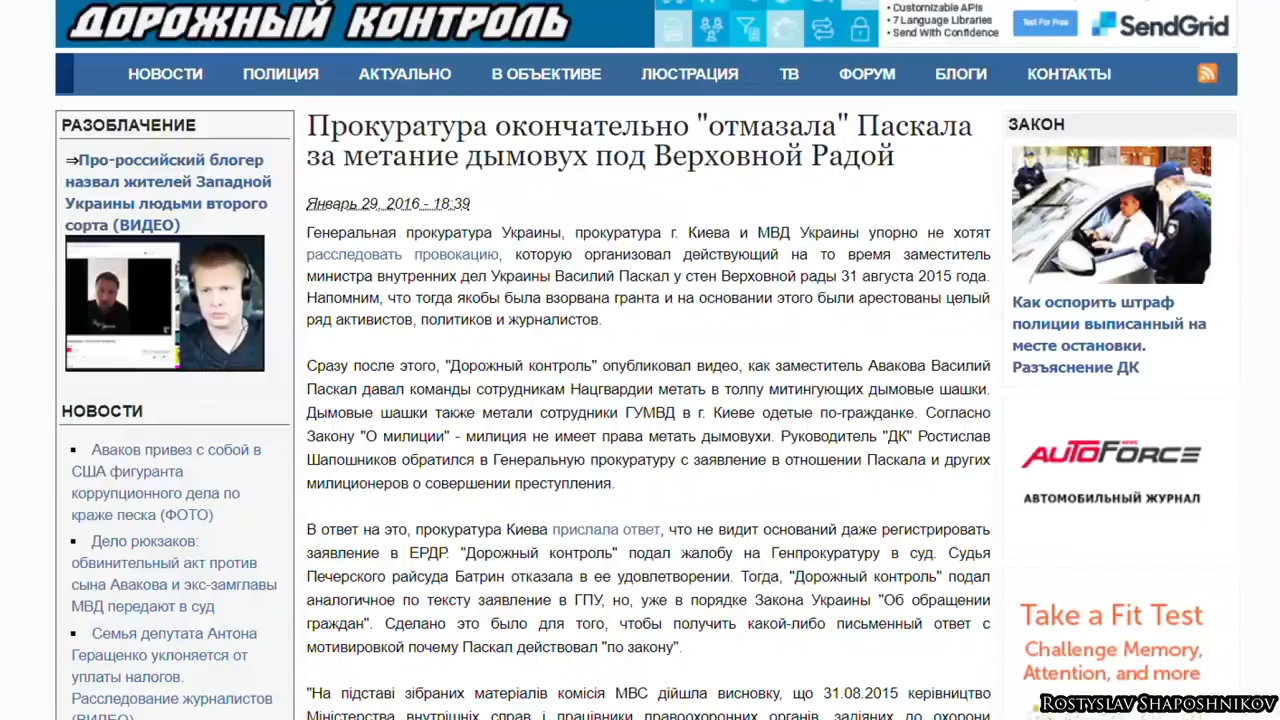 ДОРОЖНЫЙ КОНТРОЛЬ
• Customizable APIs
• 7 Language Libraries
• Send With Confidence
Test For Free
SendGrid
НОВОСТИ ПОЛИЦИЯ АКТУАЛЬНО В ОБЪЕКТИВЕ ЛЮСТРАЦИЯ ТВ ФОРУМ БЛОГИ КОНТАКТЫ
РАЗОБЛАЧЕНИЕ
⇒Про-российский блогер
назвал жителей Западной
Украины людьми второго
сорта (ВИДЕО)
НОВОСТИ
Аваков привез с собой в
США фигуранта
коррупционного дела по
краже песка (ФОТО)
Дело рюкзаков:
обвинительный акт против
сына Авакова и экс-замглавы
МВД передают в суд
Семья депутата Антона
Геращенко уклоняется от
уплаты налогов.
Расследование журналистов
(ВИДЕО)
Прокуратура окончательно "отмазала" Паскала
за метание дымовух под Верховной Радой
Январь 29, 2016 - 18:39
Генеральная прокуратура Украины, прокуратура г. Киева и МВД Украины упорно не хотят
расследовать провокацию, которую организовал действующий на то время заместитель
министра внутренних дел Украины Василий Паскал у стен Верховной рады 31 августа 2015 года.
Напомним, что тогда якобы была взорвана гранта и на основании этого были арестованы целый
ряд активистов, политиков и журналистов.
Сразу после этого, "Дорожный контроль" опубликовал видео, как заместитель Авакова Василий
Паскал давал команды сотрудникам Нацгвардии метать в толпу митингующих дымовые шашки.
Дымовые шашки также метали сотрудники ГУМВД в г. Киеве одетые по-гражданке. Согласно
Закону "О милиции" - милиция не имеет права метать дымовухи. Руководитель "ДК" Ростислав
Шапошников обратился в Генеральную прокуратуру с заявление в отношении Паскала и других
милиционеров о совершении преступления.
В ответ на это, прокуратура Киева прислала ответ, что не видит оснований даже регистрировать
заявление в ЕРДР. "Дорожный контроль" подал жалобу на Генпрокуратуру в суд. Судья
Печерского райсуда Батрин отказала в ее удовлетворении. Тогда, "Дорожный контроль" подал
аналогичное по тексту заявление в ГПУ, но, уже в порядке Закона Украины "Об обращении
граждан". Сделано это было для того, чтобы получить какой-либо письменный ответ с
мотивировкой почему Паскал действовал "по закону".
"На підставі зібраних матеріалів комісія МВС дійшла висновку, що 31.08.2015 керівництво
Міністерства внутрішніх справ і працівники правоохоронних органів, задіяних до охорони
ЗАКОН
Как оспорить штраф
полиции выписанный на
месте остановки.
Разъяснение ДК
AUTOFORCE NEWS
АВТОМОБИЛЬНЫЙ ЖУРНАЛ
Take a Fit Test
Challenge Memory,
Attention, and more
Rostyslav Shaposhnikov